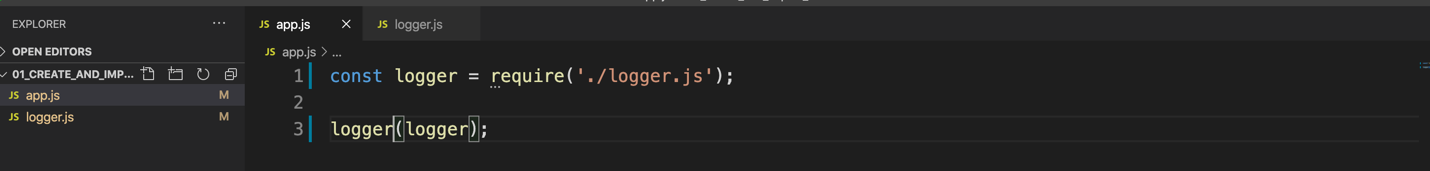 EXPLORER
...
JS app.js
JS logger.js
OPEN EDITORS
JS app.js > ...
01_CREATE_AND_IMP...
JS app.js M
JS logger.js M
1 const logger = require('./logger.js');
2
3 logger(logger);